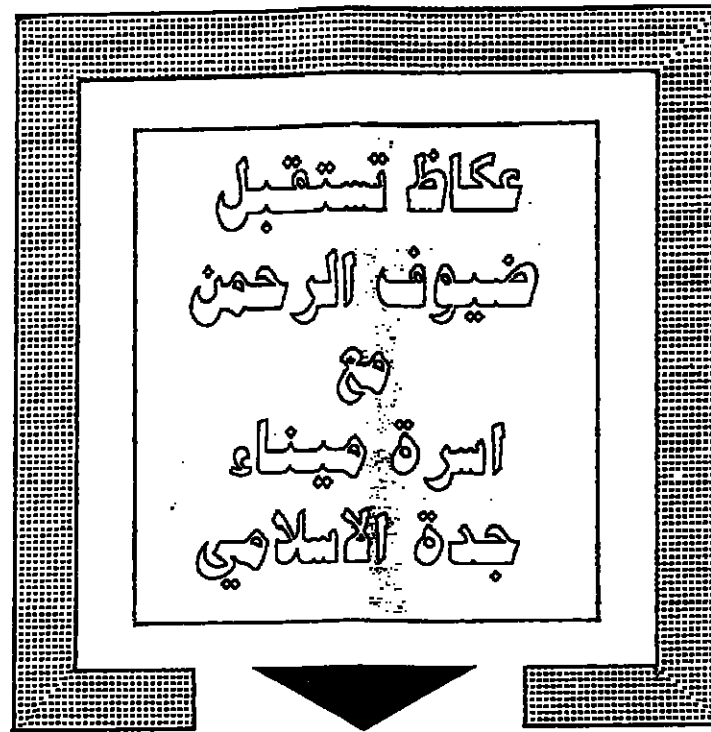 عكاظ تستقبل
ضيوف الرحمن
مع
اسرة ميناء
جدة الاسلامي